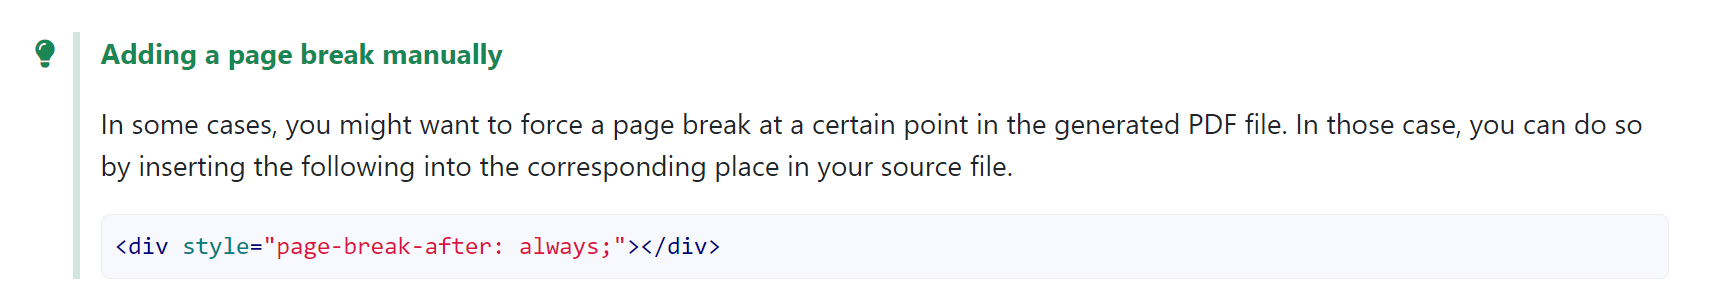 Adding a page break manually
In some cases, you might want to force a page break at a certain point in the generated PDF file. In those case, you can do so
by inserting the following into the corresponding place in your source file.
<div style="page-break-after: always;"></div>